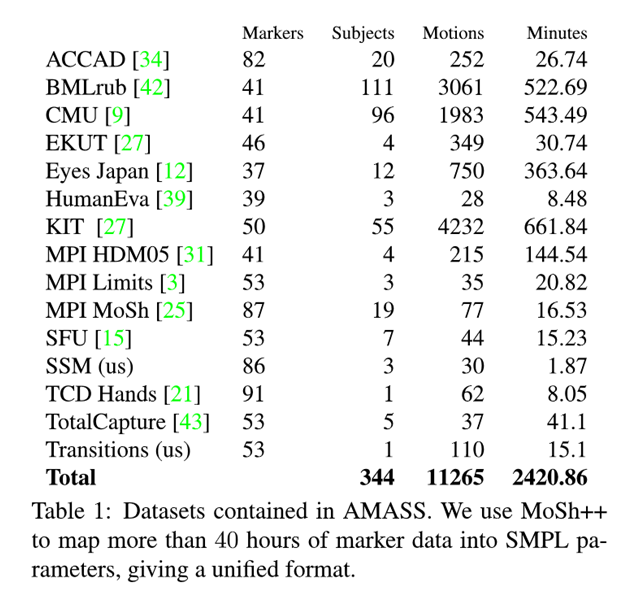 Markers Subjects Motions Minutes
ACCAD [34] 82 20 252 26.74
BMLrub [42] 41 111 3061 522.69
CMU [9] 41 96 1983 543.49
EKUT [27] 46 4 349 30.74
Eyes Japan [12] 37 12 750 363.64
HumanEva [39] 39 3 28 8.48
KIT [27] 50 55 4232 661.84
MPI HDM05 [31] 41 4 215 144.54
MPI Limits [3] 53 3 35 20.82
MPI MoSh [25] 87 19 77 16.53
SFU [15] 53 7 44 15.23
SSM (us) 86 3 30 1.87
TCD Hands [21] 91 1 62 8.05
TotalCapture [43] 53 5 37 41.1
Transitions (us) 53 1 110 15.1
Total 344 11265 2420.86
Table 1: Datasets contained in AMASS. We use MoSh++
to map more than 40 hours of marker data into SMPL pa-
rameters, giving a unified format.